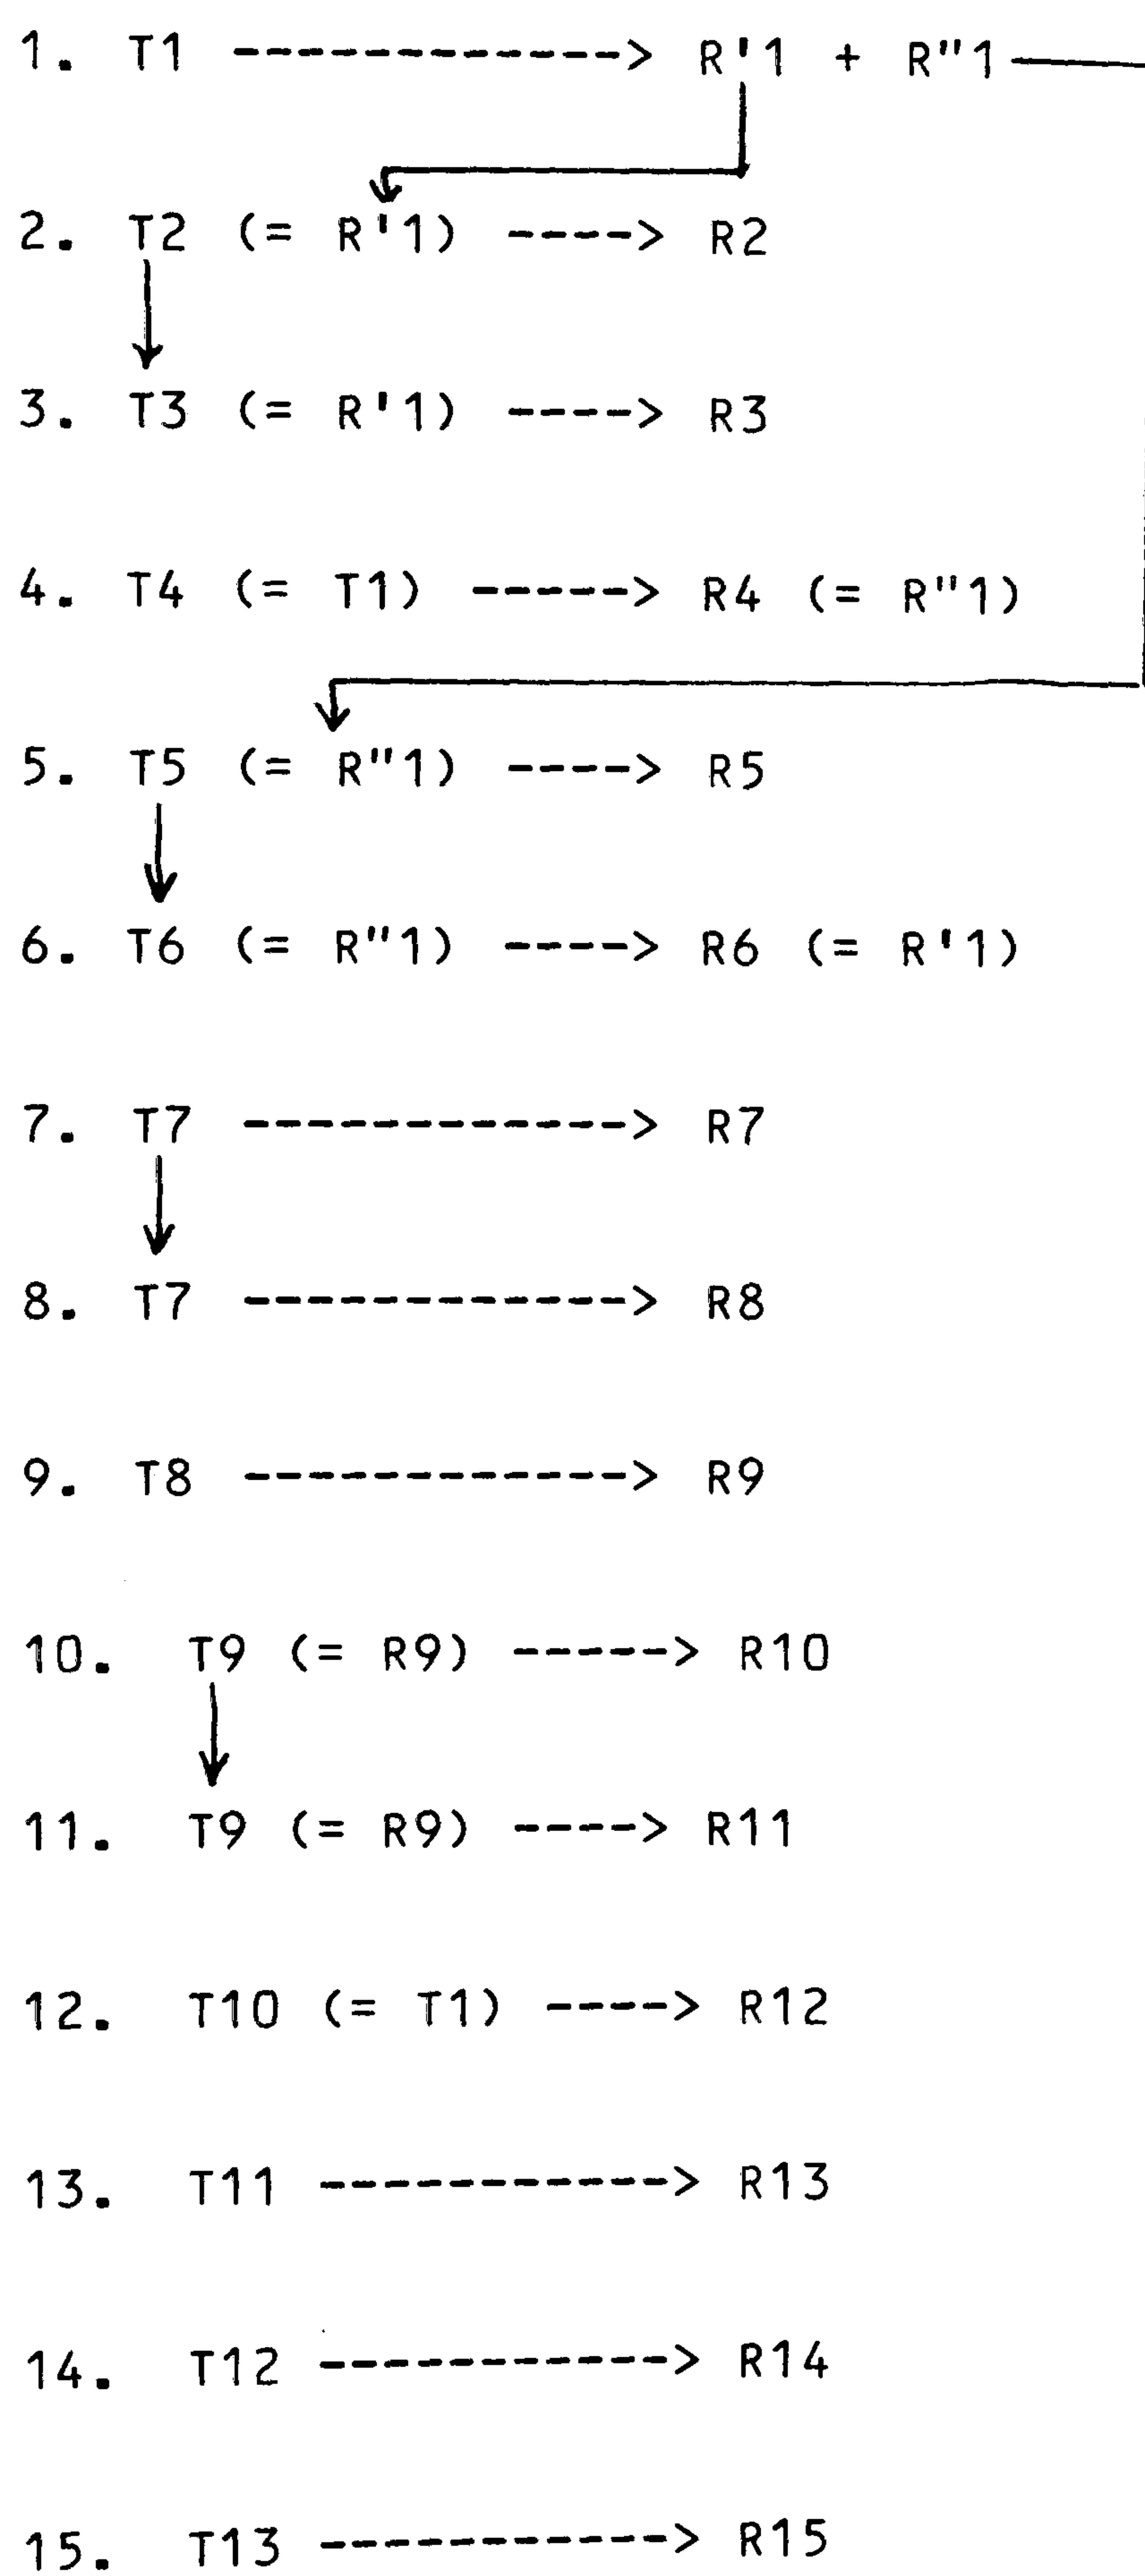 1. T1 -------------> R'1 + R"1
2. T2 (= R'1) ----> R2
3. T3 (= R'1) ----> R3
4. T4 (= T1) -----> R4 (= R"1)
5. T5 (= R"1) ----> R5
6. T6 (= R"1) ----> R6 (= R'1)
7. T7 -------------> R7
8. T7 -------------> R8
9. T8 -------------> R9
10. T9 (= R9) -----> R10
11. T9 (= R9) ----> R11
12. T10 (= T1) ----> R12
13. T11 -----------> R13
14. T12 -----------> R14
15. T13 -----------> R15